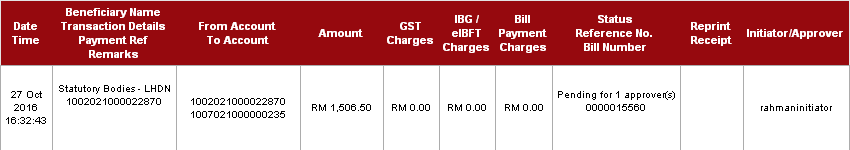 Date
Time
Beneficiary Name
Transaction Details
Payment Ref
Remarks
From Account
To Account
Amount
GST
Charges
IBG /
eIBFT
Charges
Bill
Payment
Charges
Status
Reference No.
Bill Number
Reprint
Receipt
Initiator/Approver
27 Oct
2016
16:32:43
Statutory Bodies - LHDN
1002021000022870
1002021000022870
1007021000000235
RM 1,506.50
RM 0.00
RM 0.00
RM 0.00
Pending for 1 approver(s)
0000015560
rahmaninitiator